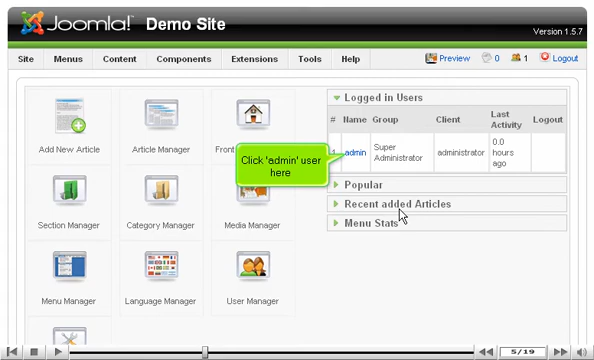 Joomla! Demo Site
Version 1.5.7
Site Menus Content Components Extensions Tools Help Preview 0 1 Logout
Add New Article
Article Manager
Front
Section Manager
Category Manager
Media Manager
Menu Manager
Language Manager
User Manager
Click 'admin' user
here
Logged in Users
# Name Group Client Last Activity Logout
1 admin Super Administrator administrator 0.0 hours ago
Popular
Recent added Articles
Menu Stats
5/19